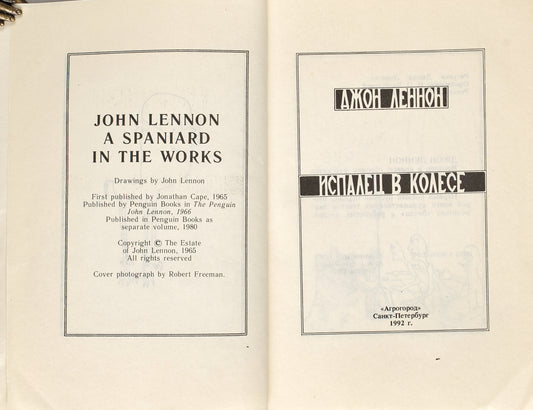 JOHN LENNON
A SPANIARD
IN THE WORKS
Drawings by John Lennon
First published by Jonathan Cape, 1965
Published by Penguin Books in The Penguin
John Lennon, 1966
Published in Penguin Books as
separate volume, 1980
Copyright © The Estate
of John Lennon, 1965
All rights reserved
Cover photograph by Robert Freeman.
ДЖОН ЛЕННОН
ИСПАЛЕЦ В КОЛЕСЕ
«Агрогород»
Санкт-Петербург
1992 г.